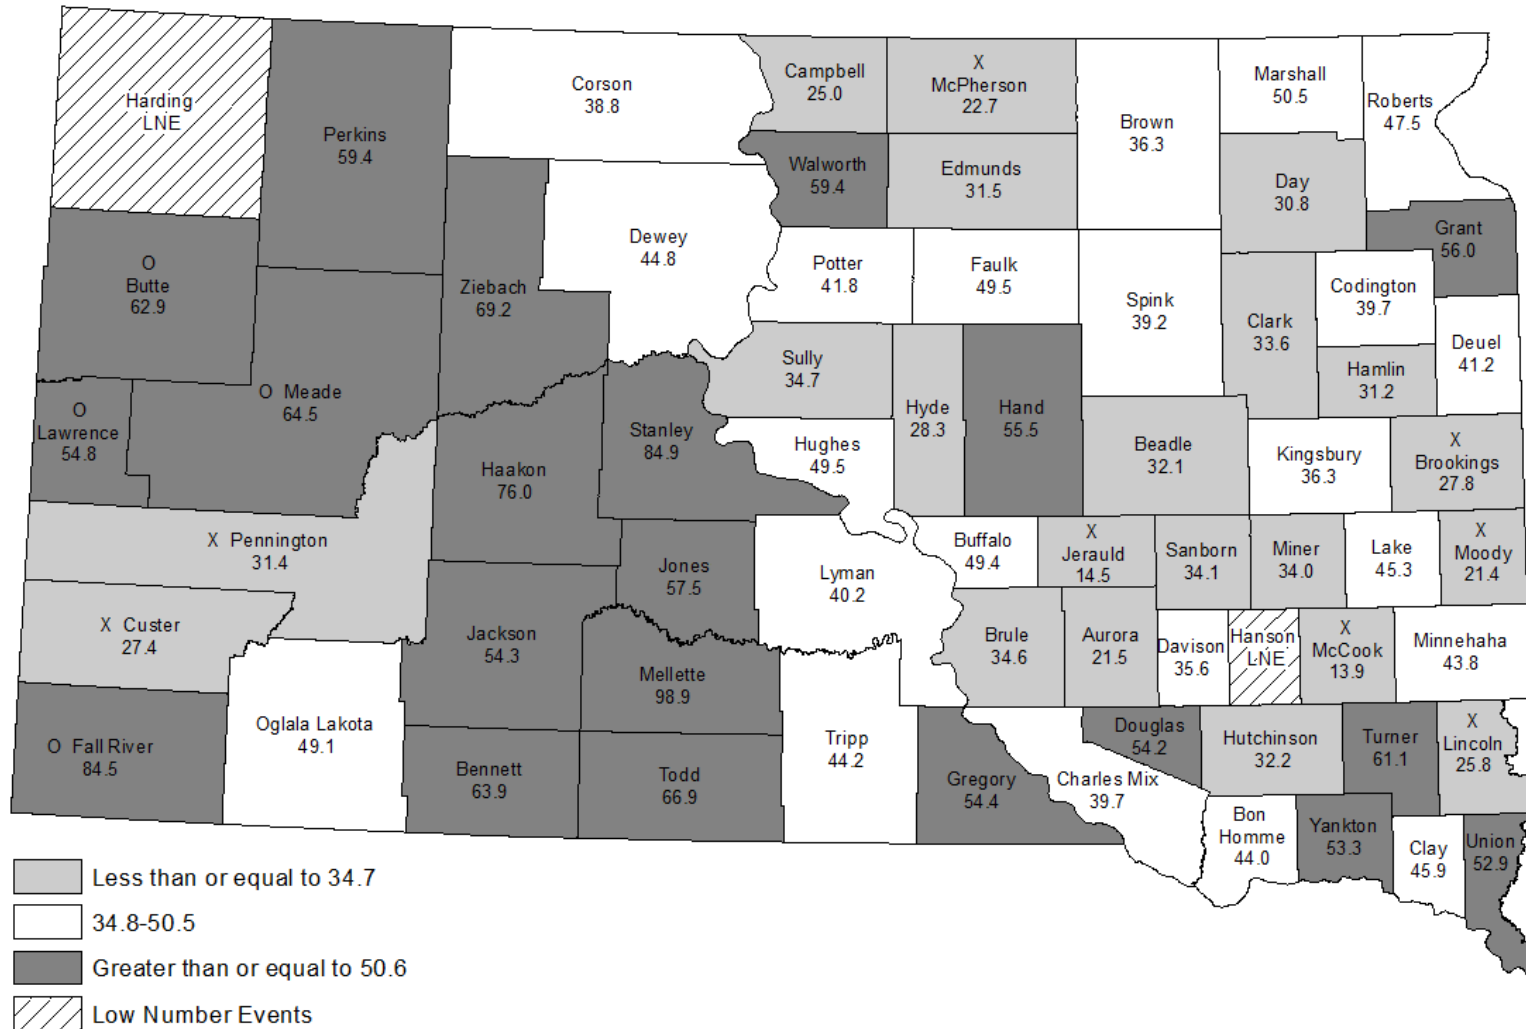 Harding
LNE
Perkins
59.4
Corson
38.8
Campbell
25.0
X
McPherson
22.7
Brown
36.3
Marshall
50.5
Roberts
47.5
Walworth
59.4
Edmunds
31.5
Day
30.8
Grant
56.0
O
Butte
62.9
Ziebach
69.2
Dewey
44.8
Potter
41.8
Faulk
49.5
Spink
39.2
Clark
33.6
Codington
39.7
Deuel
41.2
O
Lawrence
54.8
O Meade
64.5
Sully
34.7
Hyde
28.3
Hand
55.5
Hamlin
31.2
Haakon
76.0
Stanley
84.9
Hughes
49.5
Beadle
32.1
Kingsbury
36.3
X
Brookings
27.8
X Pennington
31.4
Jones
57.5
Lyman
40.2
Buffalo
49.4
X
Jerauld
14.5
Sanborn
34.1
Miner
34.0
Lake
45.3
X
Moody
21.4
X Custer
27.4
Jackson
54.3
Mellette
98.9
Brule
34.6
Aurora
21.5
Davison
35.6
Hanson
LNE
X
McCook
13.9
Minnehaha
43.8
O Fall River
84.5
Oglala Lakota
49.1
Bennett
63.9
Todd
66.9
Tripp
44.2
Gregory
54.4
Charles Mix
39.7
Douglas
54.2
Hutchinson
32.2
Turner
61.1
X
Lincoln
25.8
Bon
Homme
44.0
Yankton
53.3
Clay
45.9
Union
52.9
Less than or equal to 34.7
34.8-50.5
Greater than or equal to 50.6
Low Number Events